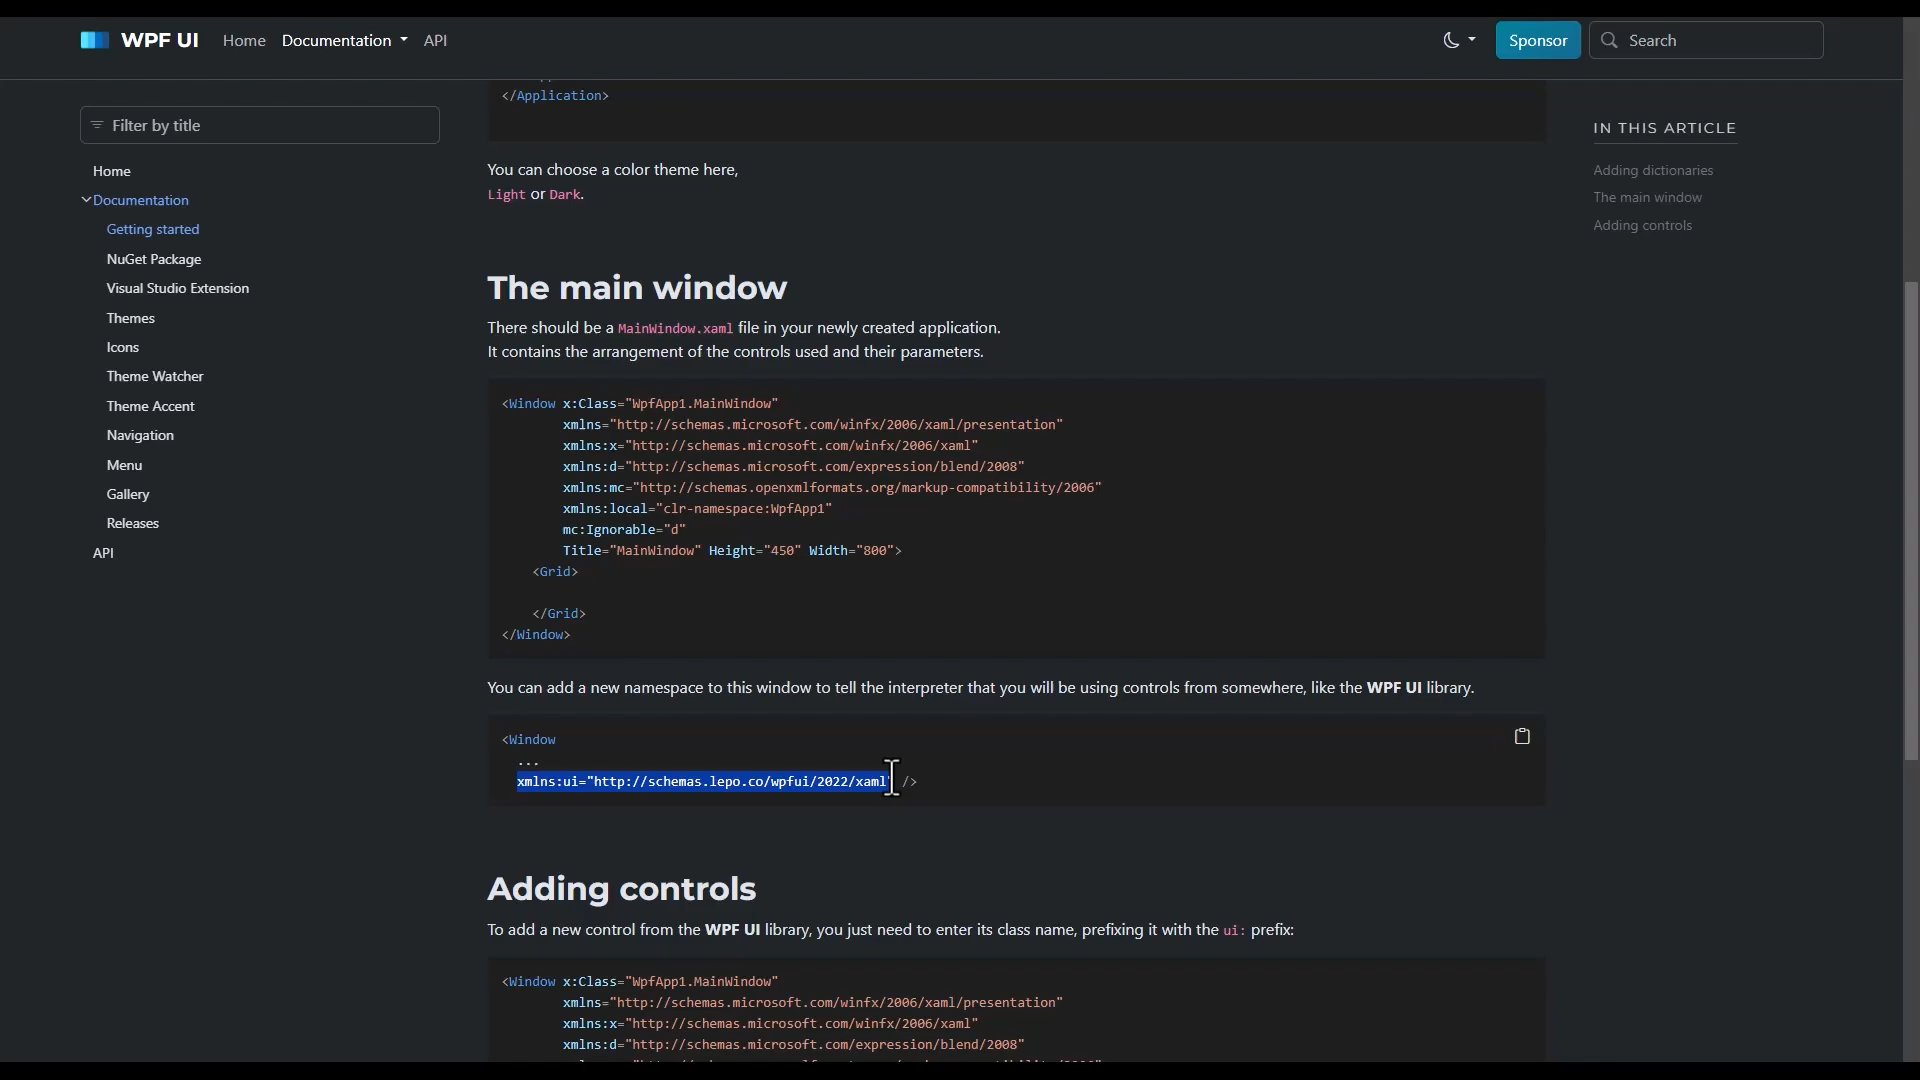 WPF UI Home Documentation API Sponsor Search
Filter by title
Home
Documentation
Getting started
NuGet Package
Visual Studio Extension
Themes
Icons
Theme Watcher
Theme Accent
Navigation
Menu
Gallery
Releases
API
</Application>
You can choose a color theme here,
Light or Dark.
The main window
There should be a MainWindow.xaml file in your newly created application.
It contains the arrangement of the controls used and their parameters.
<Window x:Class="WpfApp1.MainWindow"
xmlns="http://schemas.microsoft.com/winfx/2006/xaml/presentation"
xmlns:x="http://schemas.microsoft.com/winfx/2006/xaml"
xmlns:d="http://schemas.microsoft.com/expression/blend/2008"
xmlns:mc="http://schemas.openxmlformats.org/markup-compatibility/2006"
xmlns:local="clr-namespace:WpfApp1"
mc:Ignorable="d"
Title="MainWindow" Height="450" Width="800">
<Grid>
</Grid>
</Window>
You can add a new namespace to this window to tell the interpreter that you will be using controls from somewhere, like the WPF UI library.
<Window
...
xmlns:ui="http://schemas.lepo.co/wpfui/2022/xaml" />
Adding controls
To add a new control from the WPF UI library, you just need to enter its class name, prefixing it with the ui: prefix:
<Window x:Class="WpfApp1.MainWindow"
xmlns="http://schemas.microsoft.com/winfx/2006/xaml/presentation"
xmlns:x="http://schemas.microsoft.com/winfx/2006/xaml"
xmlns:d="http://schemas.microsoft.com/expression/blend/2008"
IN THIS ARTICLE
Adding dictionaries
The main window
Adding controls